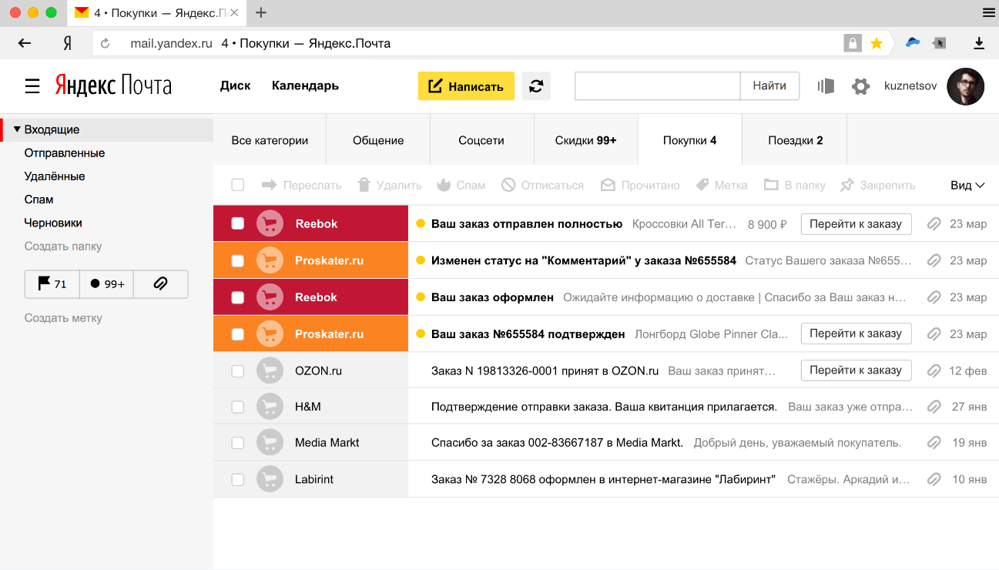 4 • Покупки — Яндекс.П
Я mail.yandex.ru 4 • Покупки — Яндекс.Почта
Яндекс Почта Диск Календарь Написать Найти kuznetsov
Входящие
Отправленные
Удалённые
Спам
Черновики
Создать папку
71 99+
Создать метку
Все категории Общение Соцсети Скидки 99+ Покупки 4 Поездки 2
Переслать Удалить Спам Отписаться Прочитано Метка В папку Закрепить Вид
Reebok Ваш заказ отправлен полностью Кроссовки All Ter... 8 900 ₽ Перейти к заказу 23 мар
Proskater.ru Изменен статус на "Комментарий" у заказа №655584 Статус Вашего заказа №655... 23 мар
Reebok Ваш заказ оформлен Ожидайте информацию о доставке | Спасибо за Ваш заказ н... 23 мар
Proskater.ru Ваш заказ №655584 подтвержден Лонгборд Globe Pinner Cla... Перейти к заказу 23 мар
OZON.ru Заказ N 19813326-0001 принят в OZON.ru Ваш заказ принят... Перейти к заказу 12 фев
H&M Подтверждение отправки заказа. Ваша квитанция прилагается. Ваш заказ уже отпра... 27 янв
Media Markt Спасибо за заказ 002-83667187 в Media Markt. Добрый день, уважаемый покупатель. 19 янв
Labirint Заказ № 7328 8068 оформлен в интернет-магазине "Лабиринт" Стажёры. Аркадий и... 10 янв